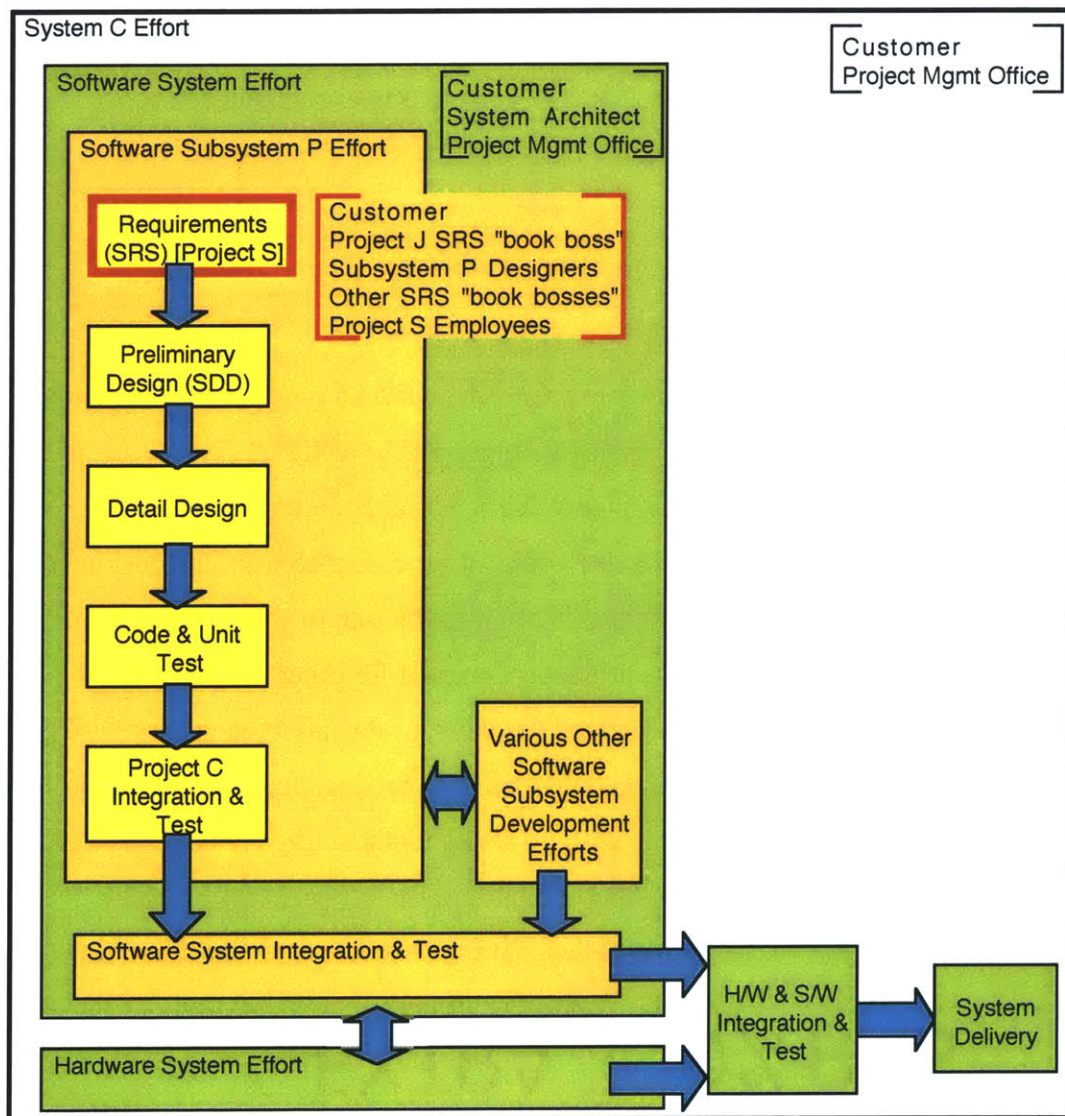 System C Effort
Customer
Project Mgmt Office
Software System Effort
Customer
System Architect
Project Mgmt Office
Software Subsystem P Effort
Requirements
(SRS) [Project S]
Customer
Project J SRS "book boss"
Subsystem P Designers
Other SRS "book bosses"
Project S Employees
Preliminary
Design (SDD)
Detail Design
Code & Unit
Test
Project C
Integration &
Test
Various Other
Software
Subsystem
Development
Efforts
Software System Integration & Test
H/W & S/W
Integration &
Test
System
Delivery
Hardware System Effort